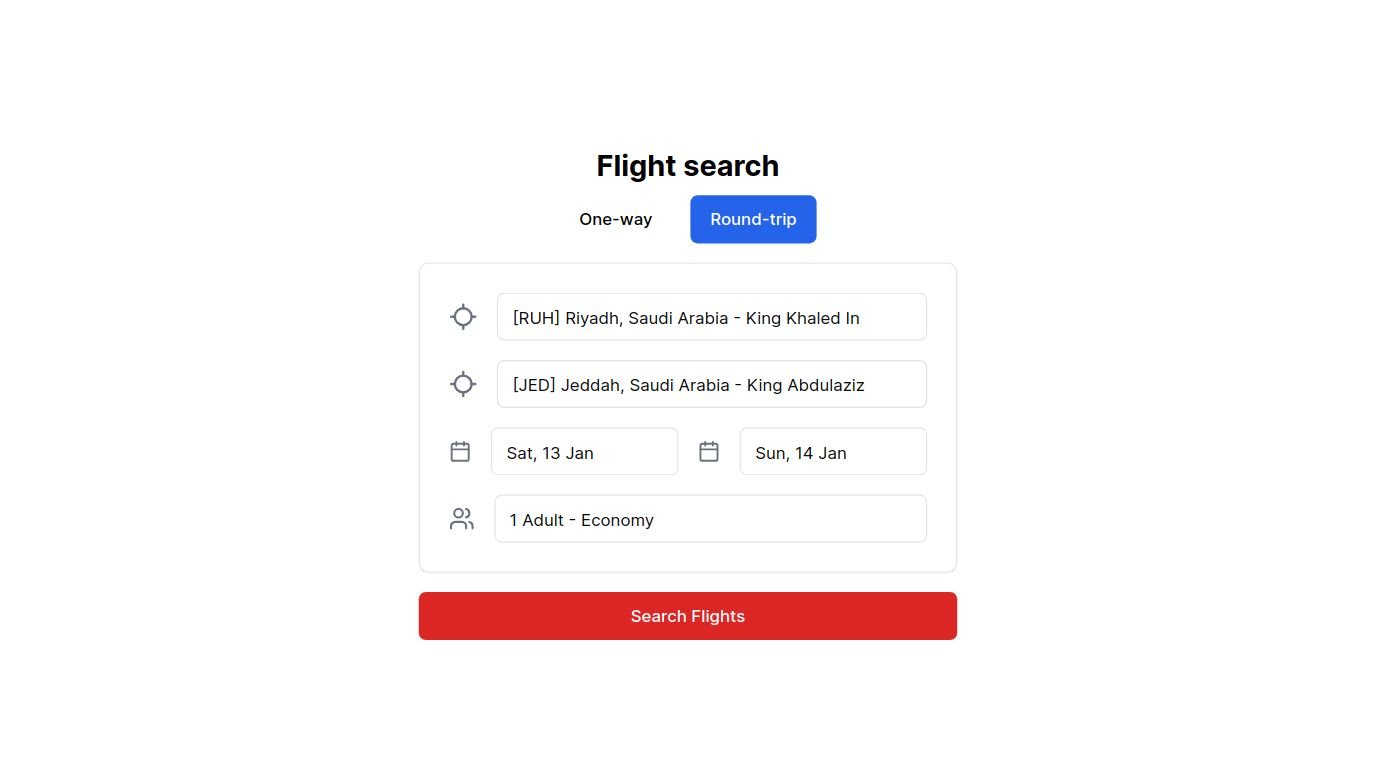 Flight search
One-way Round-trip
[RUH] Riyadh, Saudi Arabia - King Khaled In
[JED] Jeddah, Saudi Arabia - King Abdulaziz
Sat, 13 Jan Sun, 14 Jan
1 Adult - Economy
Search Flights